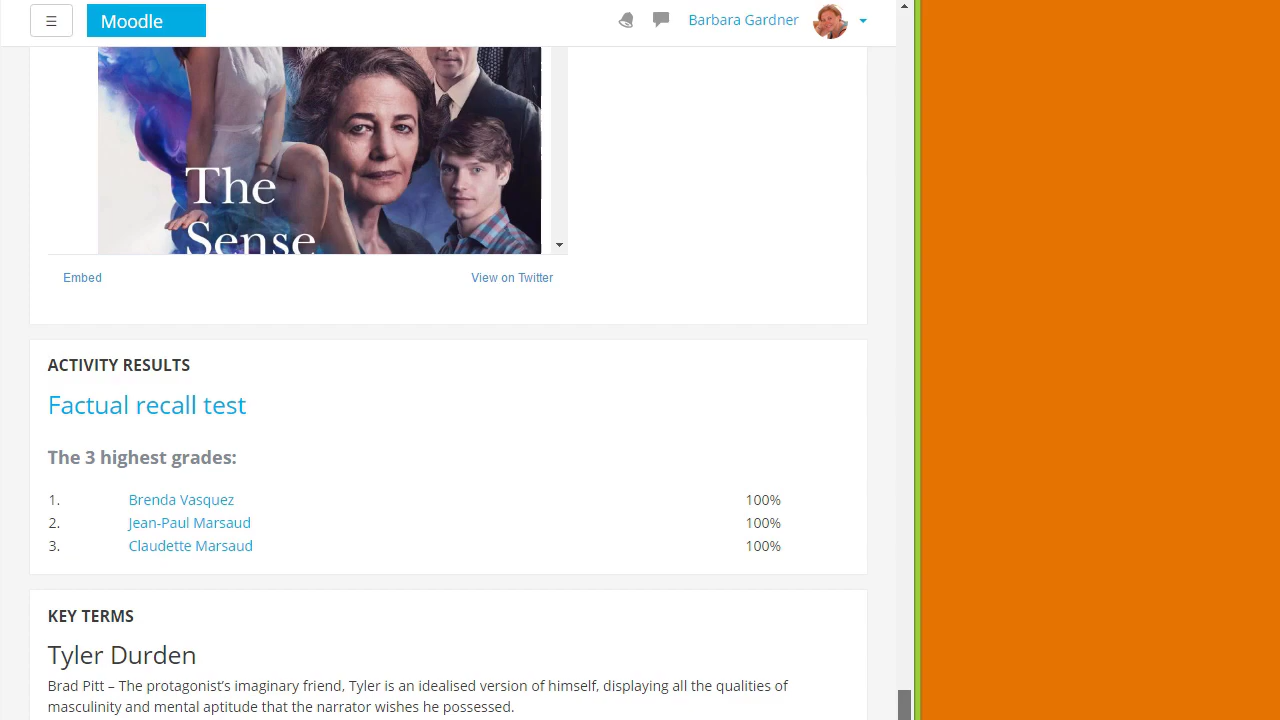 ☰ Moodle Barbara Gardner
The
Sense
Embed View on Twitter
ACTIVITY RESULTS
Factual recall test
The 3 highest grades:
1. Brenda Vasquez 100%
2. Jean-Paul Marsaud 100%
3. Claudette Marsaud 100%
KEY TERMS
Tyler Durden
Brad Pitt – The protagonist’s imaginary friend, Tyler is an idealised version of himself, displaying all the qualities of
masculinity and mental aptitude that the narrator wishes he possessed.